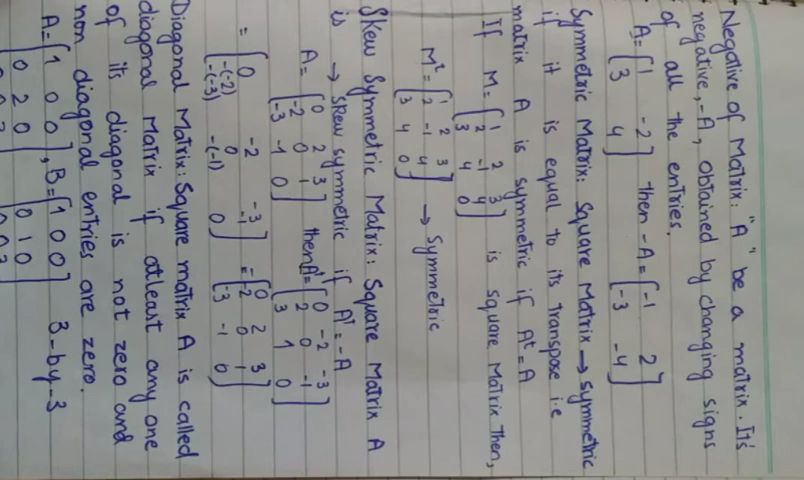 Negative of Matrix: "A" be a matrix. Its
negative, -A, obtained by changing signs
of all the entries.
A = [1 -2
3 4] then -A = [-1 2
-3 -4]
Symmetric Matrix: Square Matrix → symmetric
if it is equal to its transpose i.e
matrix A is symmetric if Aᵗ = A
If M = [1 2 3
2 -1 4
3 4 0] is square Matrix Then,
Mᵗ = [1 2 3
2 -1 4
3 4 0] → Symmetric
Skew Symmetric Matrix: Square Matrix A
is → skew symmetric if Aᵗ = -A
A = [0 2 3
-2 0 1
-3 -1 0] then Aᵗ = [0 -2 -3
2 0 -1
3 1 0]
= [0 -2 -3
-(-2) 0 -1
-(-3) -(-1) 0] = [0 2 3
-2 0 1
-3 -1 0]
Diagonal Matrix: Square matrix A is called
diagonal Matrix if atleast any one
of its diagonal is not zero and
non diagonal entries are zero.
A = [1 0 0
0 2 0
], B = [1 0 0
0 1 0
] 3-by-3